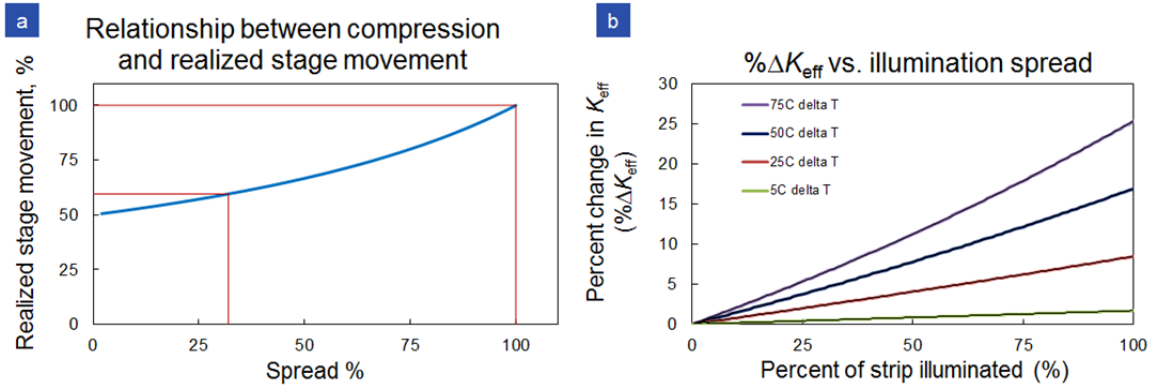 a
Relationship between compression
and realized stage movement
Realized stage movement, %
100
75
50
25
0
0 25 50 75 100
Spread %
b
%ΔKeff vs. illumination spread
Percent change in Keff
(%ΔKeff)
30
25
20
15
10
5
0
75C delta T
50C delta T
25C delta T
5C delta T
0 25 50 75 100
Percent of strip illuminated (%)